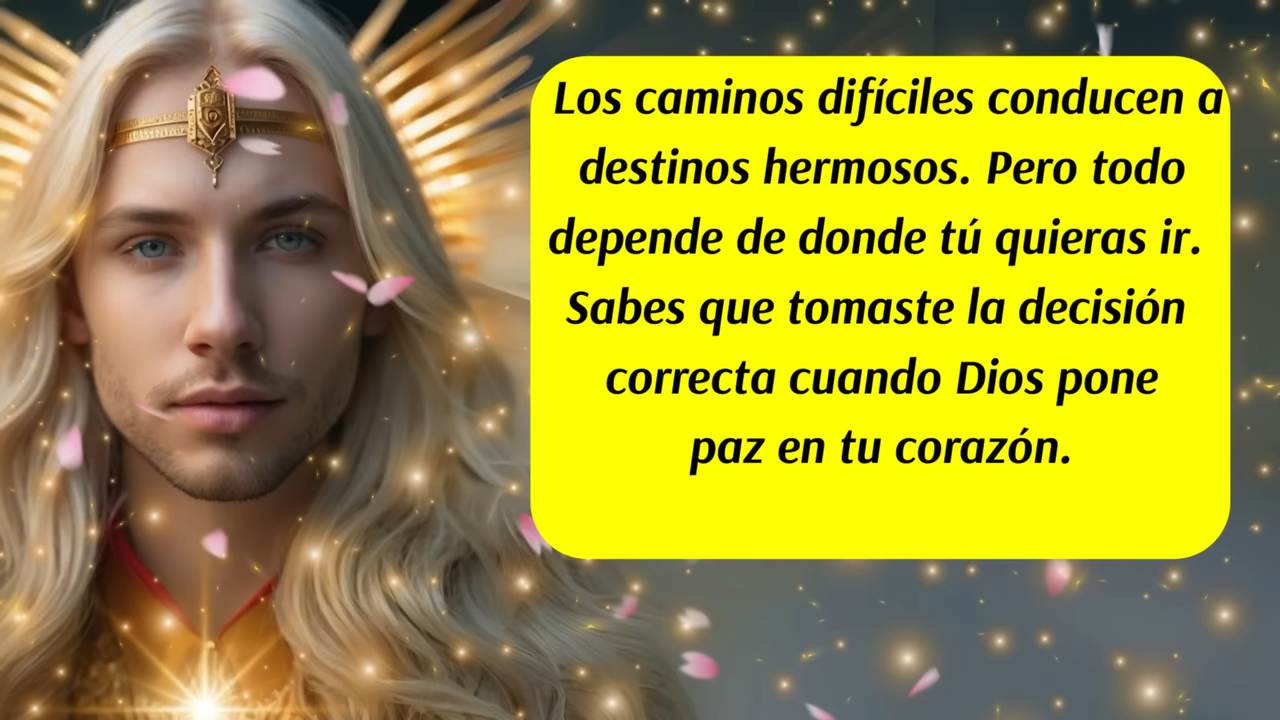 Los caminos difíciles conducen a
destinos hermosos. Pero todo
depende de donde tú quieras ir.
Sabes que tomaste la decisión
correcta cuando Dios pone
paz en tu corazón.